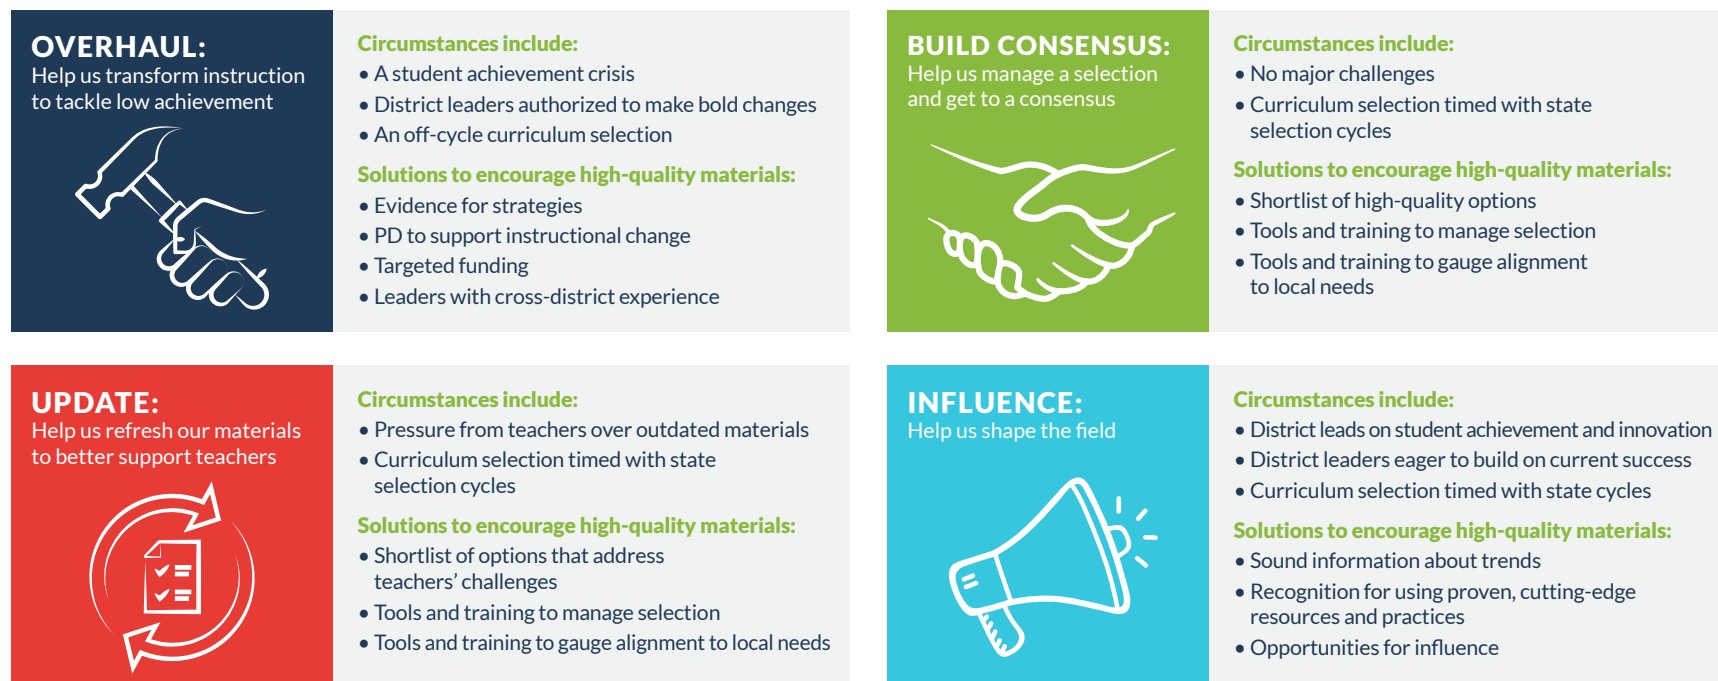 OVERHAUL:
Help us transform instruction
to tackle low achievement
Circumstances include:
• A student achievement crisis
• District leaders authorized to make bold changes
• An off-cycle curriculum selection
Solutions to encourage high-quality materials:
• Evidence for strategies
• PD to support instructional change
• Targeted funding
• Leaders with cross-district experience
BUILD CONSENSUS:
Help us manage a selection
and get to a consensus
Circumstances include:
• No major challenges
• Curriculum selection timed with state
selection cycles
Solutions to encourage high-quality materials:
• Shortlist of high-quality options
• Tools and training to manage selection
• Tools and training to gauge alignment
to local needs
UPDATE:
Help us refresh our materials
to better support teachers
Circumstances include:
• Pressure from teachers over outdated materials
• Curriculum selection timed with state
selection cycles
Solutions to encourage high-quality materials:
• Shortlist of options that address
teachers’ challenges
• Tools and training to manage selection
• Tools and training to gauge alignment to local needs
INFLUENCE:
Help us shape the field
Circumstances include:
• District leads on student achievement and innovation
• District leaders eager to build on current success
• Curriculum selection timed with state cycles
Solutions to encourage high-quality materials:
• Sound information about trends
• Recognition for using proven, cutting-edge
resources and practices
• Opportunities for influence